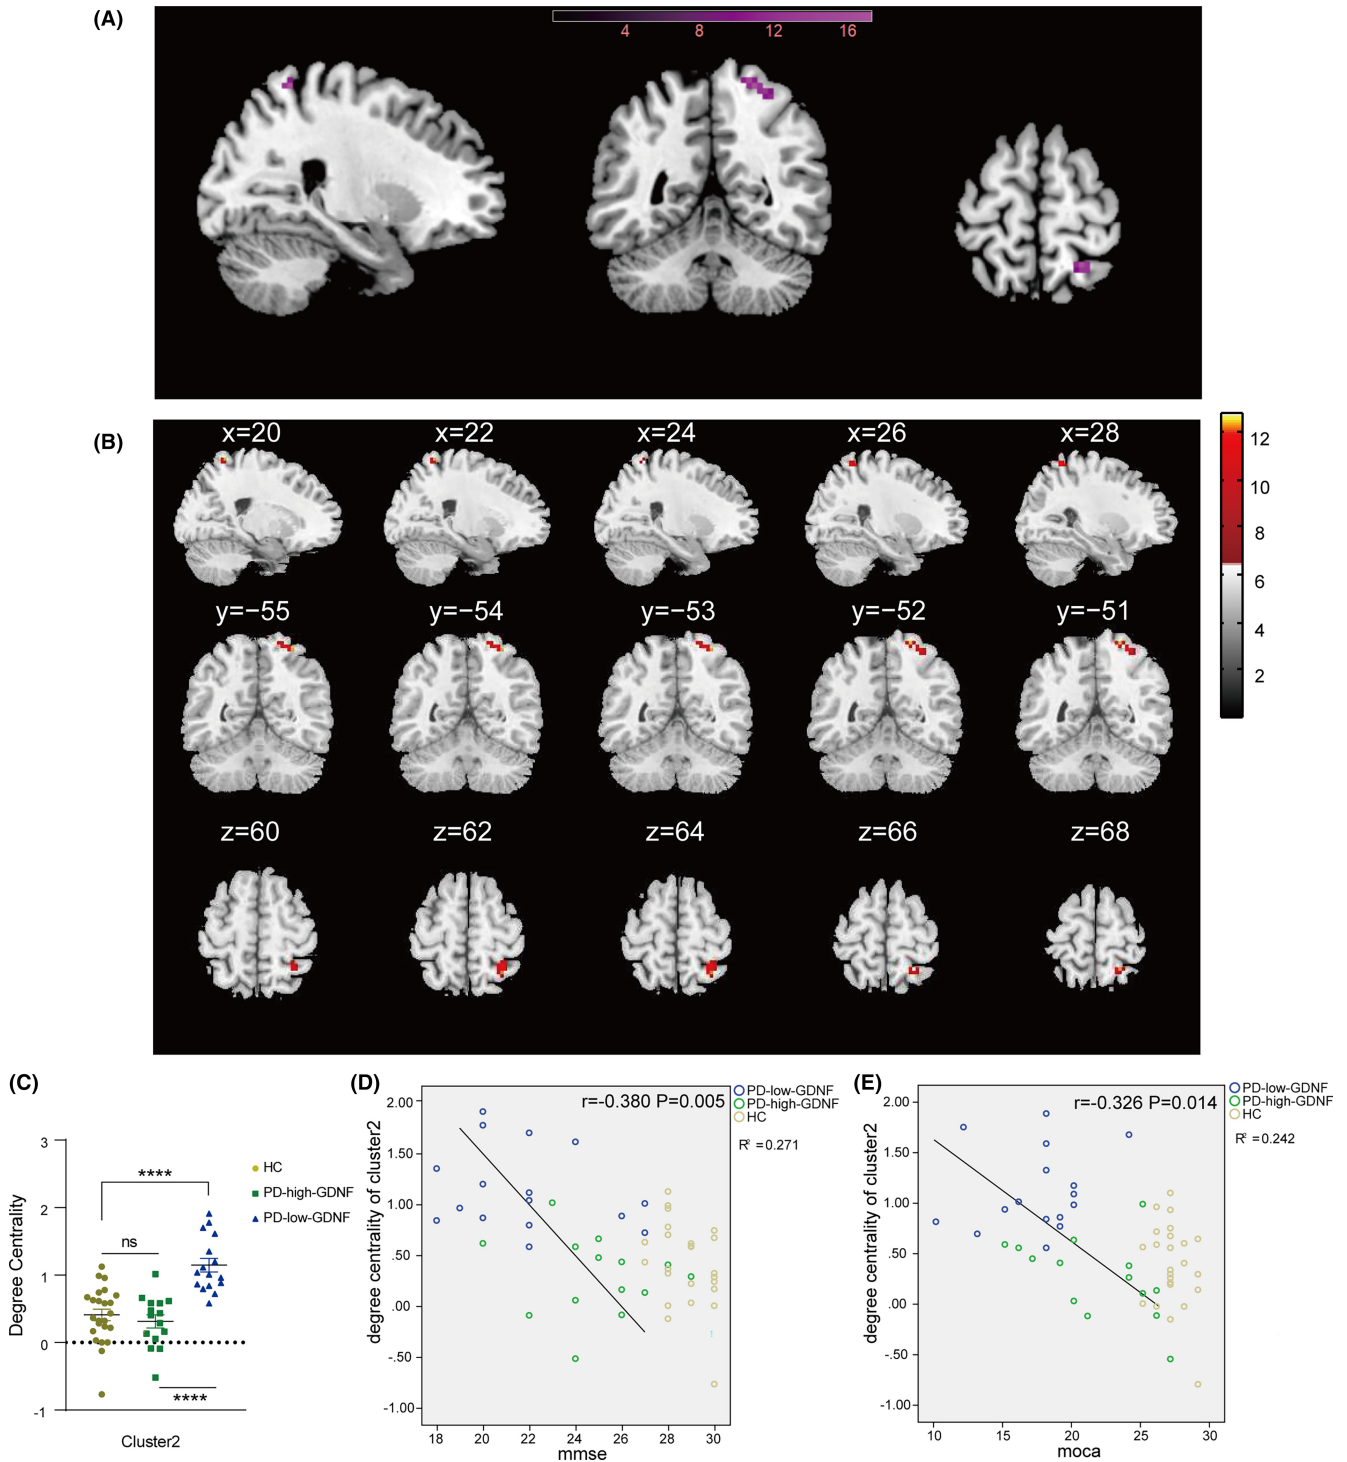 (A)
4 8 12 16
(B)
x=20 x=22 x=24 x=26 x=28
y=−55 y=−54 y=−53 y=−52 y=−51
z=60 z=62 z=64 z=66 z=68
12
10
8
6
4
2
(C)
Degree Centrality
3
2
1
0
-1
****
ns
****
Cluster2
HC
PD-high-GDNF
PD-low-GDNF
(D)
degree centrality of cluster2
2.00
1.50
1.00
.50
.00
-.50
-1.00
18 20 22 24 26 28 30
mmse
r=-0.380 P=0.005
PD-low-GDNF
PD-high-GDNF
HC
R² =0.271
(E)
degree centrality of cluster2
2.00
1.50
1.00
.50
.00
-.50
-1.00
10 15 20 25 30
moca
r=-0.326 P=0.014
PD-low-GDNF
PD-high-GDNF
HC
R² =0.242